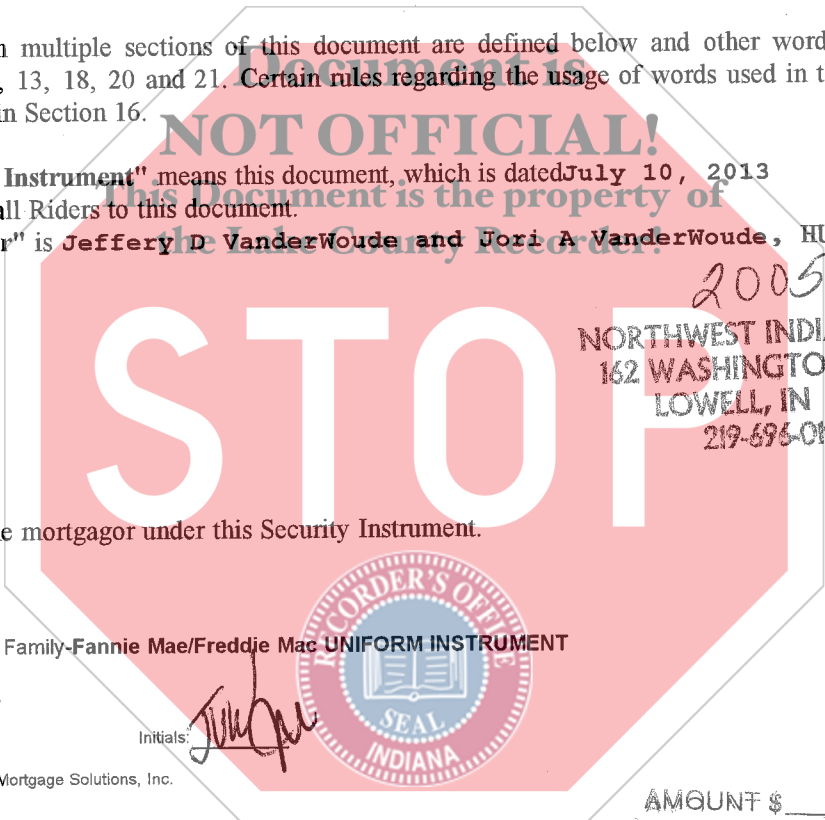 multiple sections of this document are defined below and other word
, 13, 18, 20 and 21. Certain rules regarding the usage of words used in t
in Section 16.
Document is
NOT OFFICIAL!
This Document is the property of
the Lake County Recorder!
Instrument" means this document, which is datedJuly 10, 2013
all Riders to this document.
r" is Jeffery D VanderWoude and Jori A VanderWoude, HU
2005
NORTHWEST INDI
162 WASHINGTO
LOWELL, IN
219-696-01
STOP
e mortgagor under this Security Instrument.
Family-Fannie Mae/Freddie Mac UNIFORM INSTRUMENT
RECORDER'S OFFICE
SEAL
INDIANA
Initials:
Mortgage Solutions, Inc.
AMOUNT $